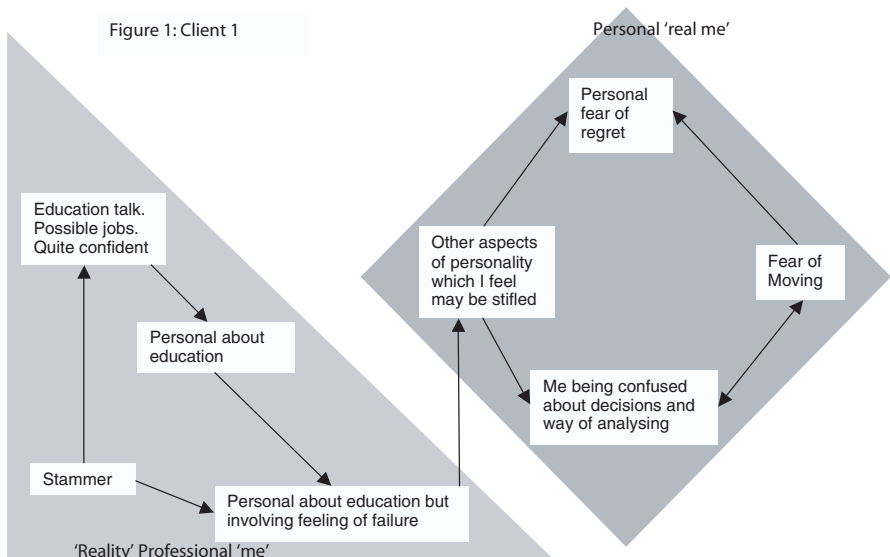 Figure 1: Client 1
Personal ‘real me’
Personal
fear of
regret
Education talk.
Possible jobs.
Quite confident
Other aspects
of personality
which I feel
may be stifled
Fear of
Moving
Personal about
education
Me being confused
about decisions and
way of analysing
Stammer
Personal about education but
involving feeling of failure
‘Reality’ Professional ‘me’